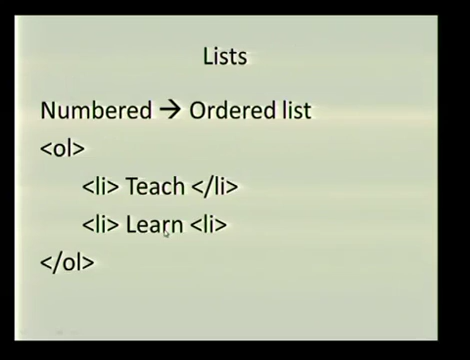 Lists
Numbered → Ordered list
<ol>
<li> Teach </li>
<li> Learn <li>
</ol>